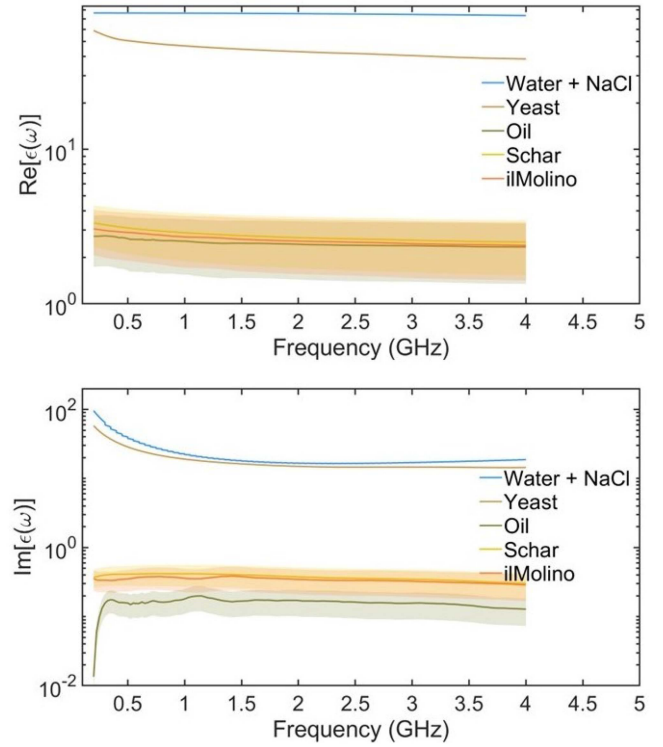 Re[ϵ(ω)]
10^1
10^0
Water + NaCl
Yeast
Oil
Schar
ilMolino
0.5 1 1.5 2 2.5 3 3.5 4 4.5 5
Frequency (GHz)
Im[ϵ(ω)]
10^2
10^0
10^-2
Water + NaCl
Yeast
Oil
Schar
ilMolino
0.5 1 1.5 2 2.5 3 3.5 4 4.5 5
Frequency (GHz)